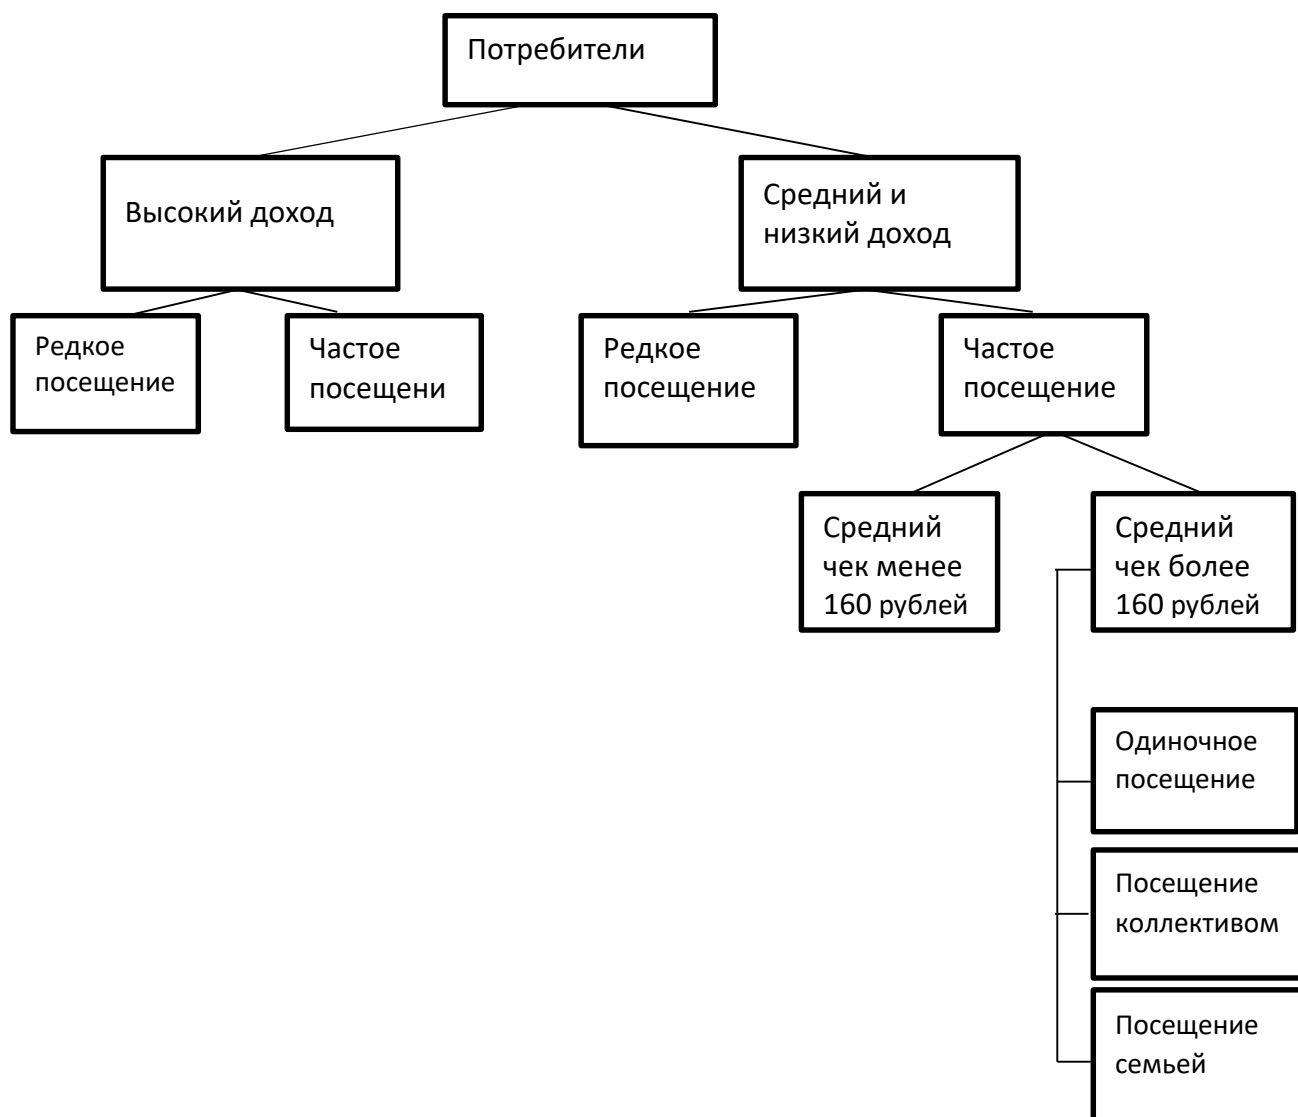 Потребители
Высокий доход
Средний и
низкий доход
Редкое
посещение
Частое
посещени
Редкое
посещение
Частое
посещение
Средний
чек менее
160 рублей
Средний
чек более
160 рублей
Одиночное
посещение
Посещение
коллективом
Посещение
семьей